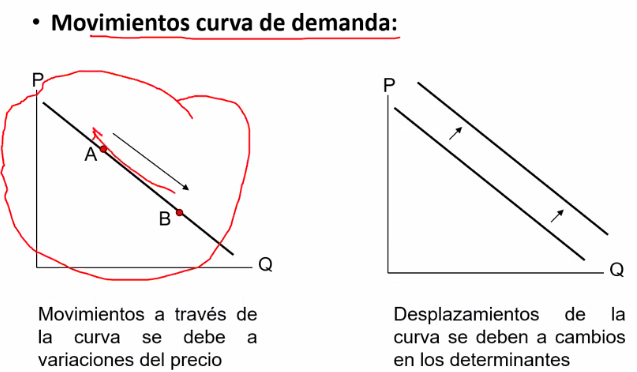 • Movimientos curva de demanda:
P
A
B
Q
Movimientos a través de
la curva se debe a
variaciones del precio
P
Q
Desplazamientos de la
curva se deben a cambios
en los determinantes